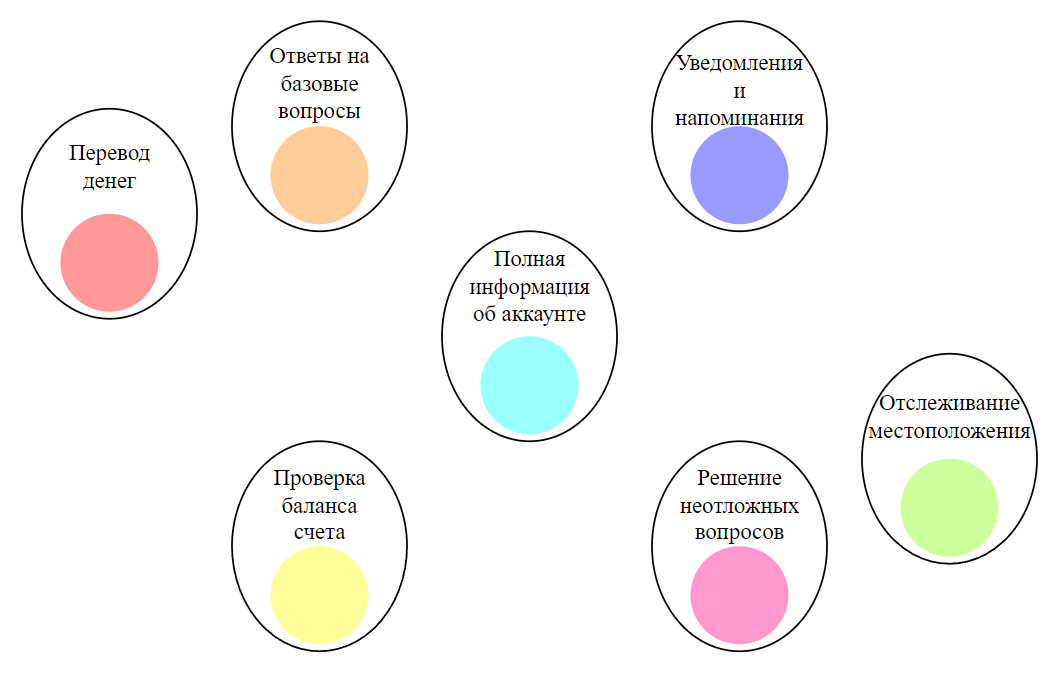 Ответы на
базовые
вопросы
Уведомления
и
напоминания
Перевод
денег
Полная
информация
об аккаунте
Отслеживание
местоположения
Проверка
баланса
счета
Решение
неотложных
вопросов